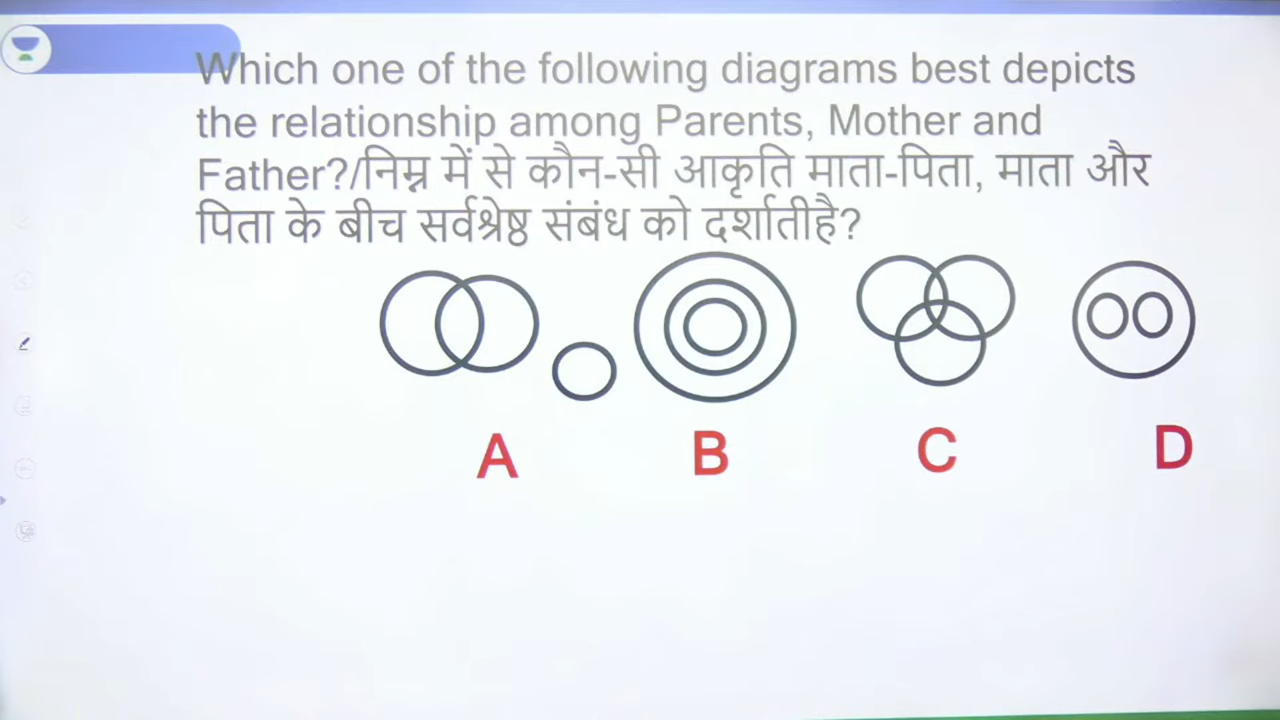 Which one of the following diagrams best depicts
the relationship among Parents, Mother and
Father?/निम्न में से कौन-सी आकृति माता-पिता, माता और
पिता के बीच सर्वश्रेष्ठ संबंध को दर्शातीहै?
A B C D